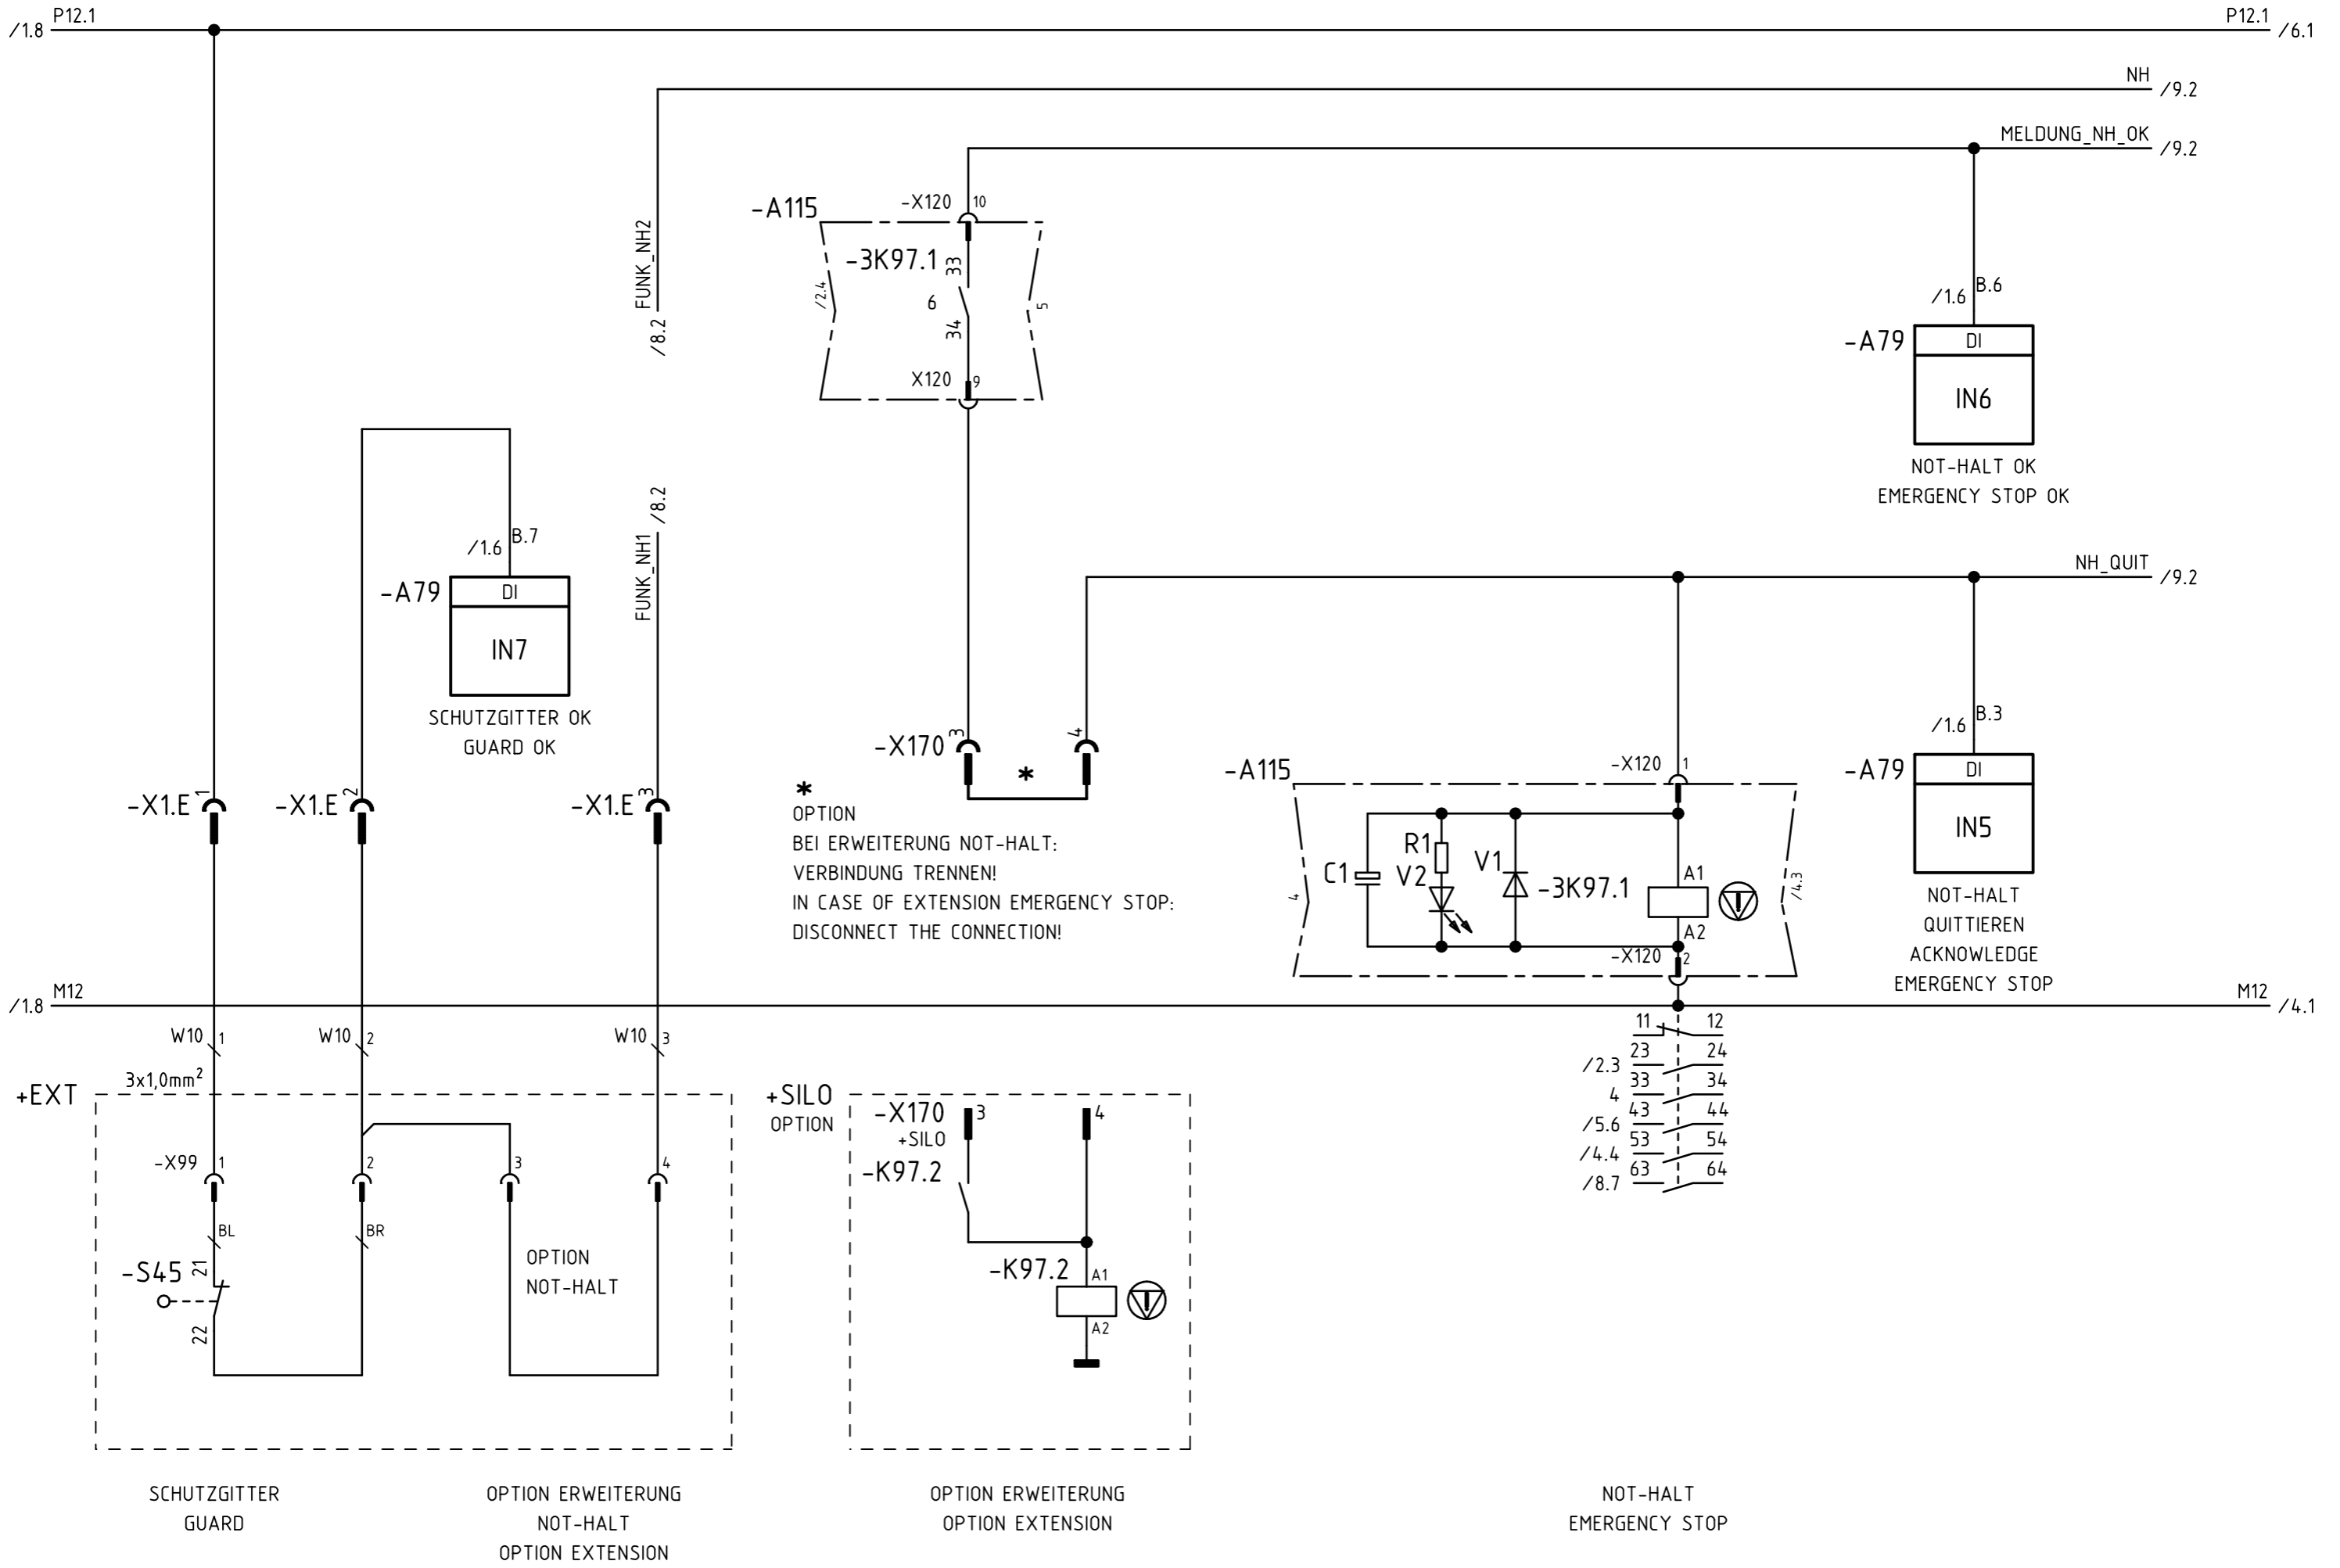 P12.1
/1.8
P12.1
/6.1
NH
/9.2
MELDUNG_NH_OK
/9.2
FUNK_NH2
/8.2
-A115
-X120
10
-3K97.1
33
6
34
/2.4
5
X120
9
/1.6
B.6
-A79
DI
IN6
NOT-HALT OK
EMERGENCY STOP OK
/1.6
B.7
-A79
DI
IN7
SCHUTZGITTER OK
GUARD OK
/8.2
FUNK_NH1
NH_QUIT
/9.2
-X1.E
1
-X1.E
2
-X1.E
3
-X170
3
4
*
*
OPTION
BEI ERWEITERUNG NOT-HALT:
VERBINDUNG TRENNEN!
IN CASE OF EXTENSION EMERGENCY STOP:
DISCONNECT THE CONNECTION!
-A115
-X120
1
4
C1
R1
V2
V1
-3K97.1
A1
A2
/4.3
-X120
2
/1.6
B.3
-A79
DI
IN5
NOT-HALT
QUITTIEREN
ACKNOWLEDGE
EMERGENCY STOP
M12
/1.8
M12
/4.1
W10
1
W10
2
W10
3
3x1,0mm²
11
12
/2.3
23
24
4
33
34
/5.6
43
44
/4.4
53
54
/8.7
63
64
+EXT
-X99
1
2
3
4
BL
BR
-S45
21
22
OPTION
NOT-HALT
+SILO
OPTION
-X170
+SILO
3
4
-K97.2
-K97.2
A1
A2
SCHUTZGITTER
GUARD
OPTION ERWEITERUNG
NOT-HALT
OPTION EXTENSION
OPTION ERWEITERUNG
OPTION EXTENSION
NOT-HALT
EMERGENCY STOP